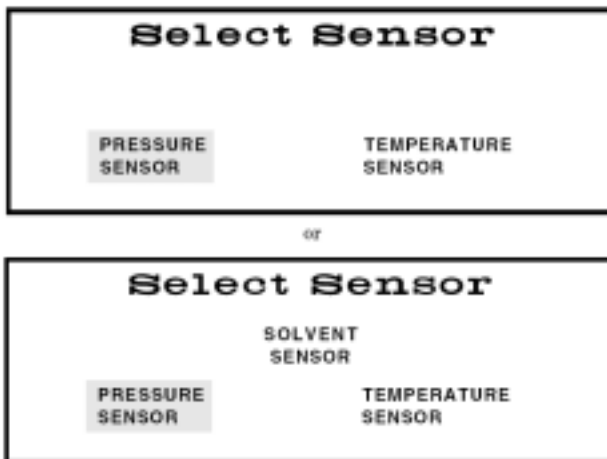 Select Sensor
PRESSURE TEMPERATURE
SENSOR SENSOR
or
Select Sensor
SOLVENT
SENSOR
PRESSURE TEMPERATURE
SENSOR SENSOR